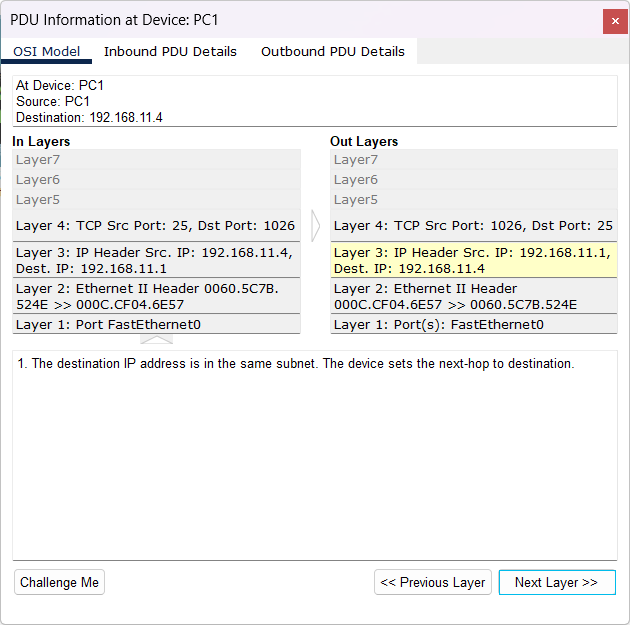 PDU Information at Device: PC1
OSI Model Inbound PDU Details Outbound PDU Details
At Device: PC1
Source: PC1
Destination: 192.168.11.4
In Layers
Layer7
Layer6
Layer5
Layer 4: TCP Src Port: 25, Dst Port: 1026
Layer 3: IP Header Src. IP: 192.168.11.4,
Dest. IP: 192.168.11.1
Layer 2: Ethernet II Header 0060.5C7B.
524E >> 000C.CF04.6E57
Layer 1: Port FastEthernet0
Out Layers
Layer7
Layer6
Layer5
Layer 4: TCP Src Port: 1026, Dst Port: 25
Layer 3: IP Header Src. IP: 192.168.11.1,
Dest. IP: 192.168.11.4
Layer 2: Ethernet II Header
000C.CF04.6E57 >> 0060.5C7B.524E
Layer 1: Port(s): FastEthernet0
1. The destination IP address is in the same subnet. The device sets the next-hop to destination.
Challenge Me << Previous Layer Next Layer >>